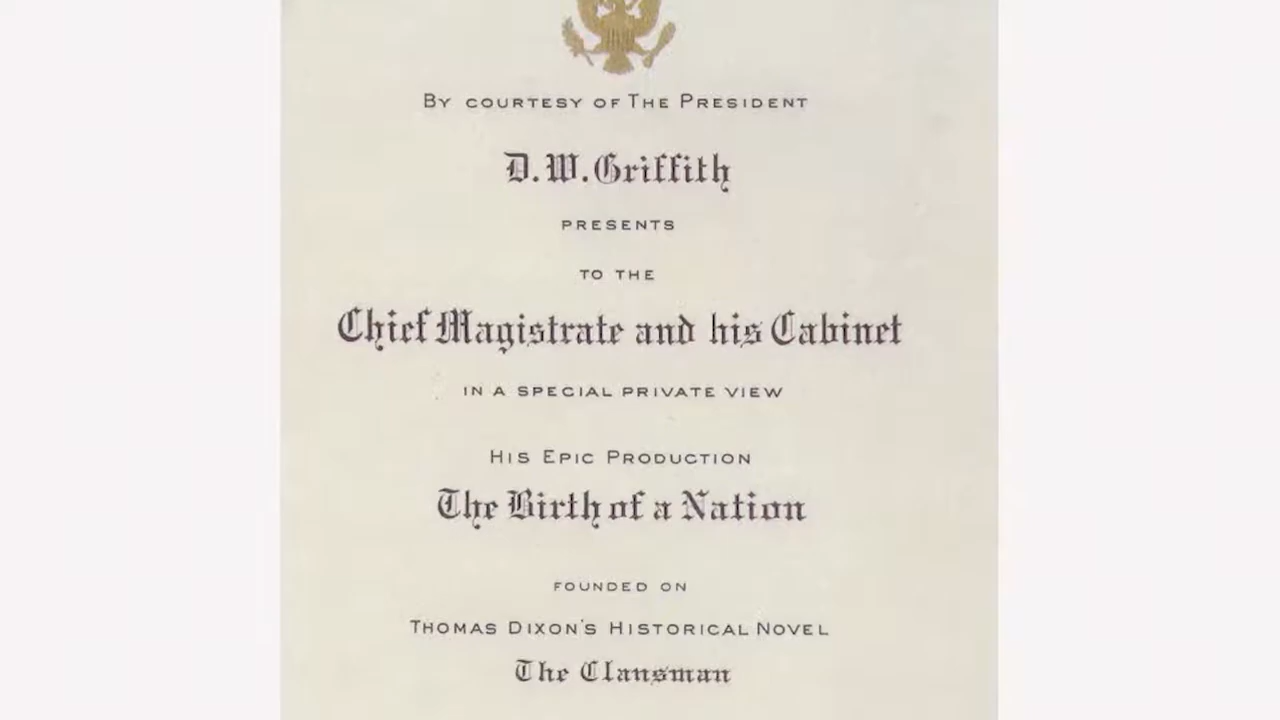 By courtesy of The President
D. W. Griffith
presents
to the
Chief Magistrate and his Cabinet
in a special private view
His Epic Production
The Birth of a Nation
founded on
Thomas Dixon's Historical Novel
The Clansman